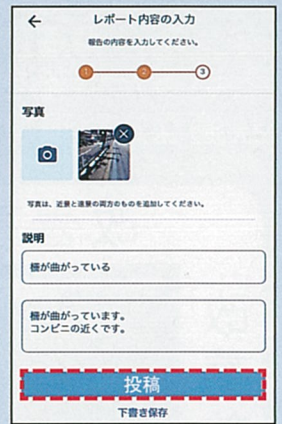 ← レポート内容の入力
報告の内容を入力してください。
① ② ③
写真
写真は、近景と遠景の両方のものを追加してください。
説明
柵が曲がっている
柵が曲がっています。
コンビニの近くです。
投稿
下書き保存